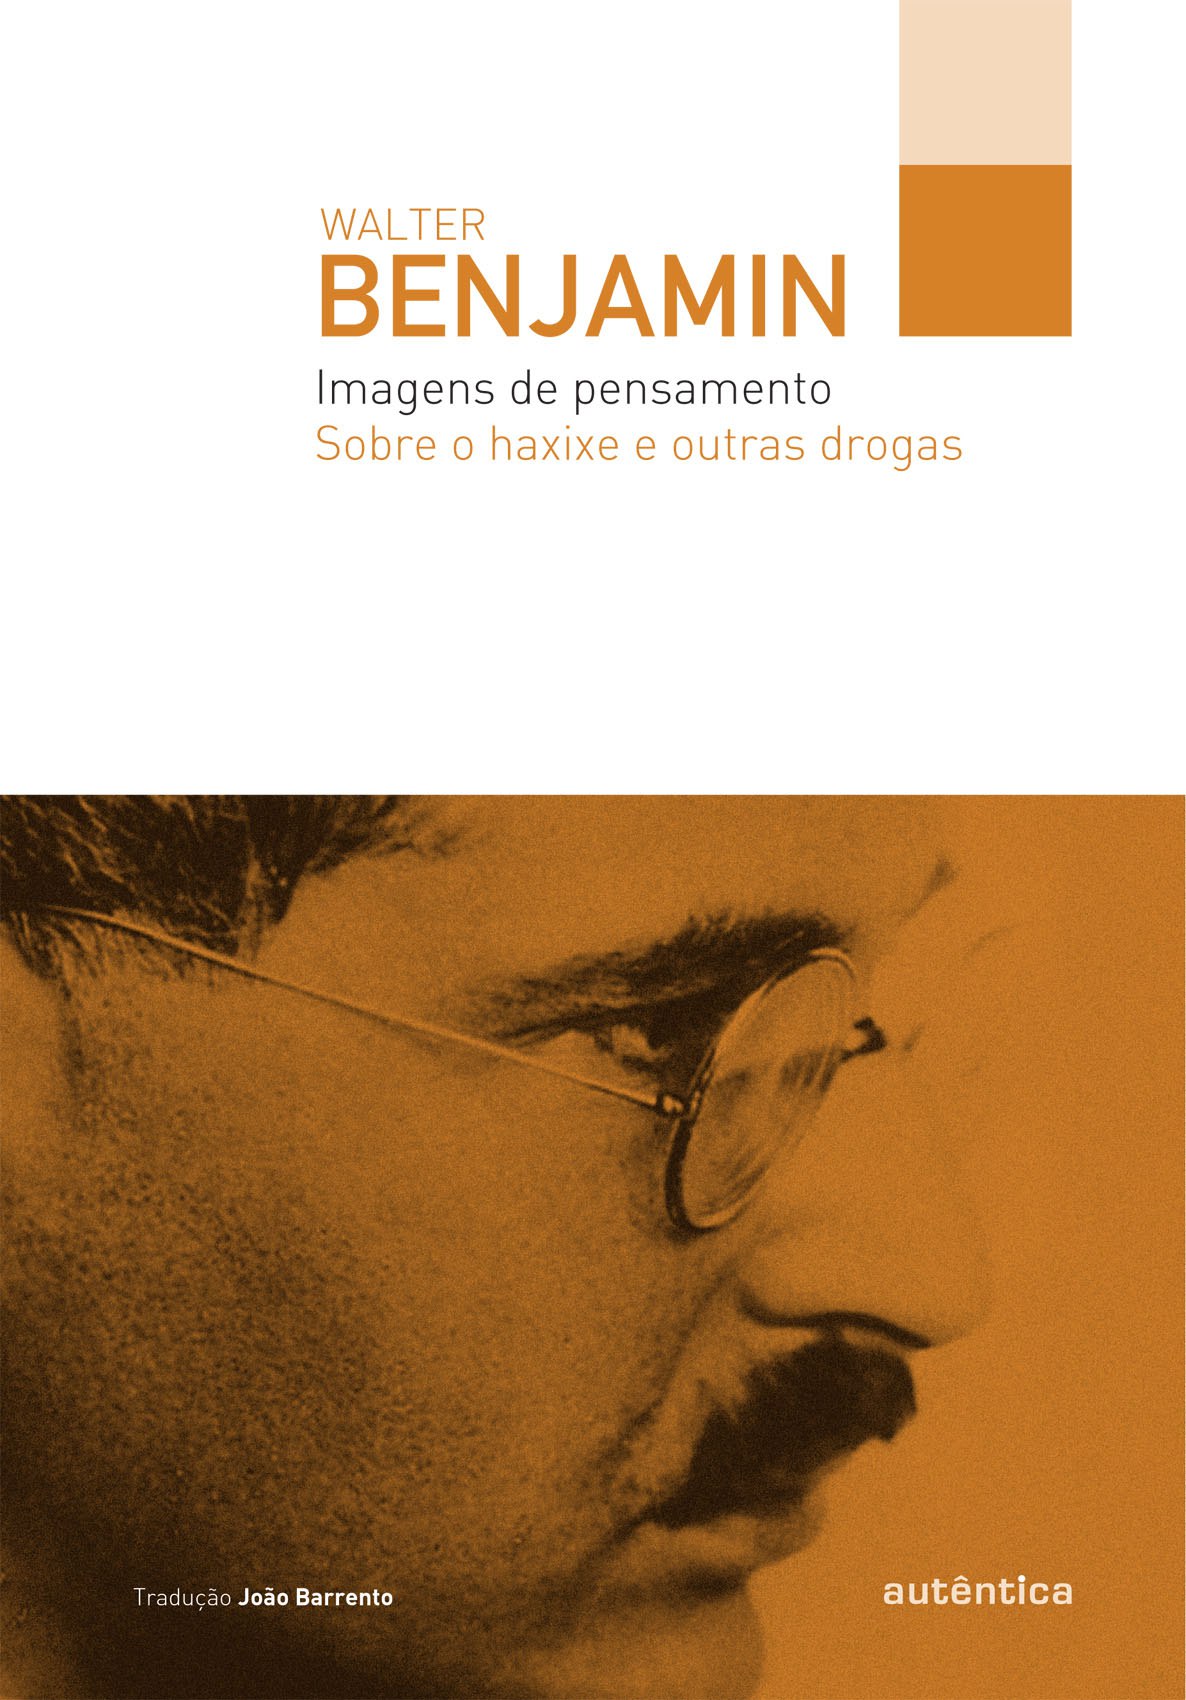 WALTER
BENJAMIN
Imagens de pensamento
Sobre o haxixe e outras drogas
Tradução João Barrento
autêntica